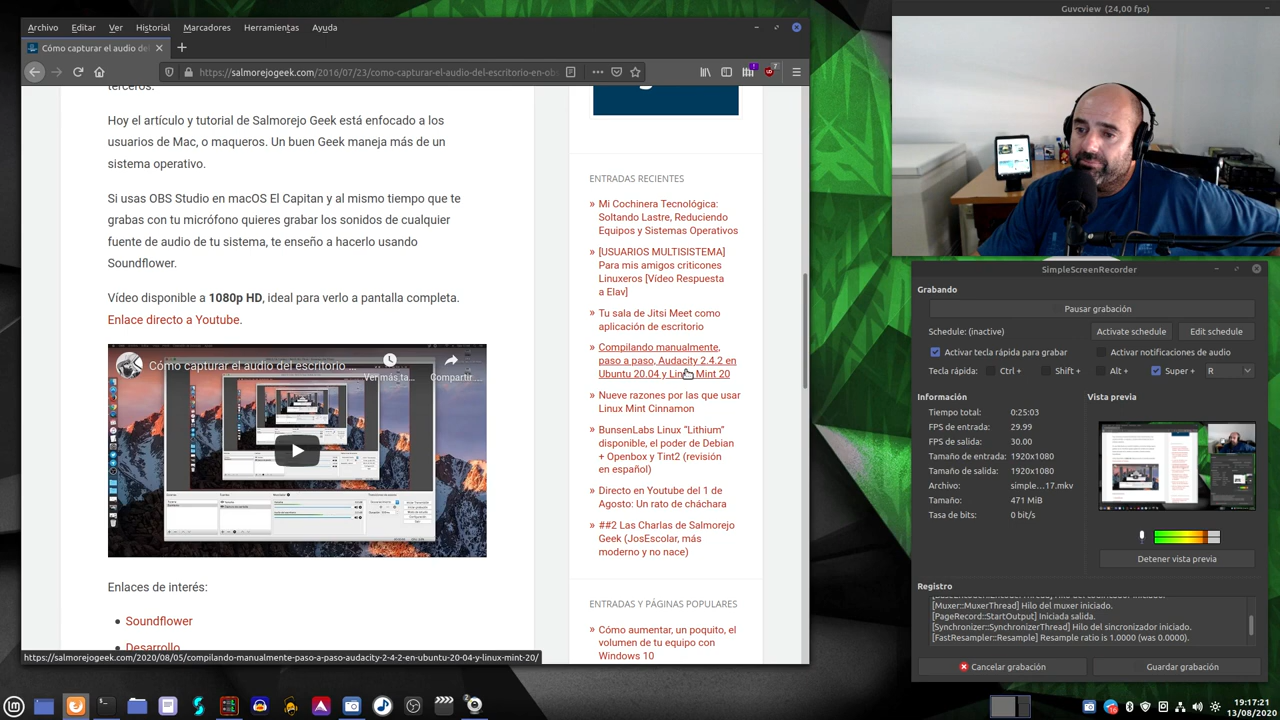 Archivo Editar Ver Historial Marcadores Herramientas Ayuda
Cómo capturar el audio del
https://salmorejogeek.com/2016/07/23/como-capturar-el-audio-del-escritorio-en-obs
terceros.
Hoy el artículo y tutorial de Salmorejo Geek está enfocado a los
usuarios de Mac, o maqueros. Un buen Geek maneja más de un
sistema operativo.
Si usas OBS Studio en macOS El Capitan y al mismo tiempo que te
grabas con tu micrófono quieres grabar los sonidos de cualquier
fuente de audio de tu sistema, te enseño a hacerlo usando
Soundflower.
Vídeo disponible a 1080p HD, ideal para verlo a pantalla completa.
Enlace directo a Youtube.
Cómo capturar el audio del escritorio ...
Ver más ta...
Compartir...
Enlaces de interés:
Soundflower
Desarrollo
https://salmorejogeek.com/2020/08/05/compilando-manualmente-paso-a-paso-audacity-2-4-2-en-ubuntu-20-04-y-linux-mint-20/
ENTRADAS RECIENTES
» Mi Cochinera Tecnológica:
Soltando Lastre, Reduciendo
Equipos y Sistemas Operativos
» [USUARIOS MULTISISTEMA]
Para mis amigos criticones
Linuxeros [Vídeo Respuesta
a Elav]
» Tu sala de Jitsi Meet como
aplicación de escritorio
» Compilando manualmente,
paso a paso, Audacity 2.4.2 en
Ubuntu 20.04 y Linux Mint 20
» Nueve razones por las que usar
Linux Mint Cinnamon
» BunsenLabs Linux “Lithium”
disponible, el poder de Debian
+ Openbox y Tint2 (revisión
en español)
» Directo en Youtube del 1 de
Agosto: Un rato de cháchara
» ##2 Las Charlas de Salmorejo
Geek (JosEscolar, más
moderno y no nace)
ENTRADAS Y PÁGINAS POPULARES
» Cómo aumentar, un poquito, el
volumen de tu equipo con
Windows 10
Guvcview (24,00 fps)
SimpleScreenRecorder
Grabando
Pausar grabación
Schedule: (inactive) Activate schedule Edit schedule
Activar tecla rápida para grabar Activar notificaciones de audio
Tecla rápida: Ctrl + Shift + Alt + Super + R
Información
Tiempo total: 0:25:03
FPS de entrada: 29.99
FPS de salida: 30.00
Tamaño de entrada: 1920x1080
Tamaño de salida: 1920x1080
Archivo: simple....17.mkv
Tamaño: 471 MiB
Tasa de bits: 0 bit/s
Vista previa
Detener vista previa
Registro
[Muxer::MuxerThread] Hilo del muxer iniciado.
[PageRecord::StartOutput] Iniciada salida.
[Synchronizer::SynchronizerThread] Hilo del sincronizador iniciado.
[FastResampler::Resample] Resample ratio is 1.0000 (was 0.0000).
Cancelar grabación Guardar grabación
19:17:21
13/08/2020